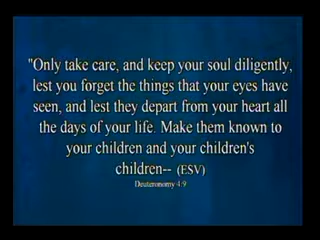 "Only take care, and keep your soul diligently,
lest you forget the things that your eyes have
seen, and lest they depart from your heart all
the days of your life. Make them known to
your children and your children's
children-- (ESV)
Deuteronomy 4:9